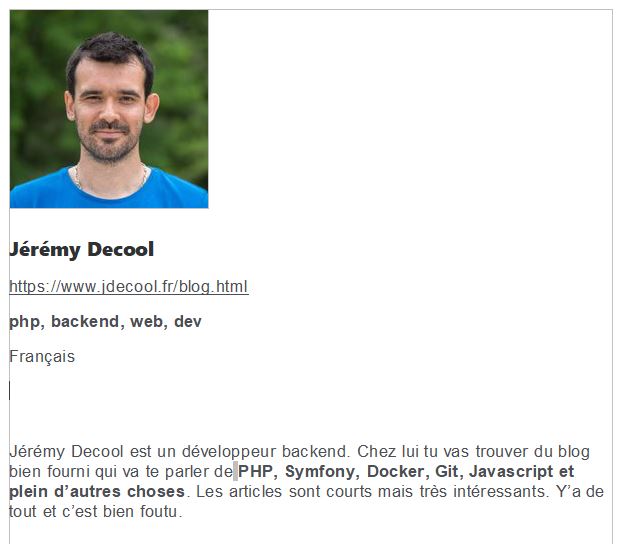 Jérémy Decool
https://www.jdecool.fr/blog.html
php, backend, web, dev
Français
Jérémy Decool est un développeur backend. Chez lui tu vas trouver du blog
bien fourni qui va te parler de PHP, Symfony, Docker, Git, Javascript et
plein d’autres choses. Les articles sont courts mais très intéressants. Y’a de
tout et c’est bien foutu.